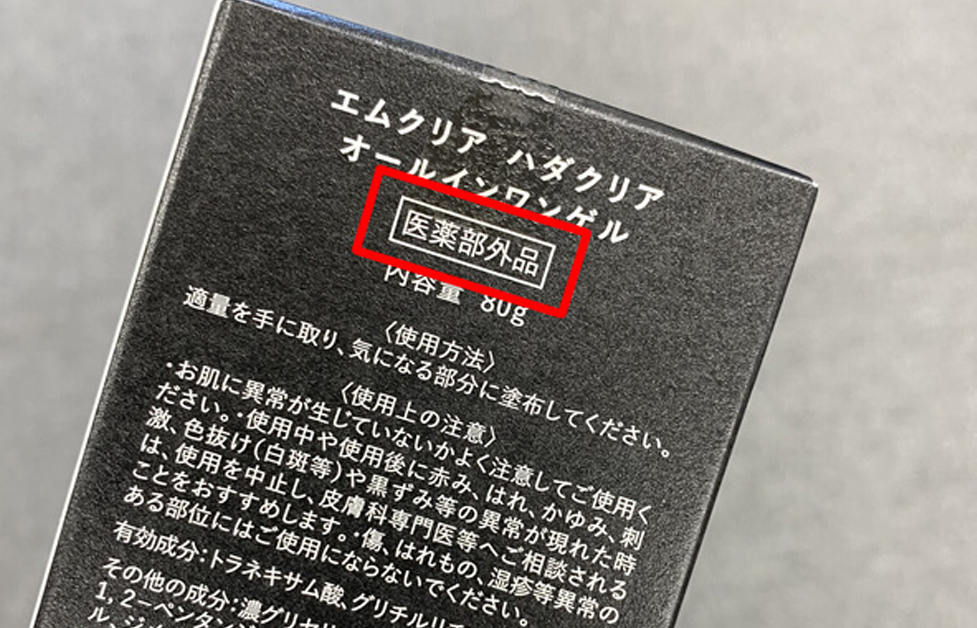 エムクリア ハダクリア
オールインワンゲル
医薬部外品
内容量 80g
〈使用方法〉
適量を手に取り、気になる部分に塗布してください。
〈使用上の注意〉
・お肌に異常が生じていないかよく注意してご使用く
ださい。・使用中や使用後に赤み、はれ、かゆみ、刺
激、色抜け(白斑等)や黒ずみ等の異常が現れた時
は、使用を中止し、皮膚科専門医等へご相談される
ことをおすすめします。・傷、はれもの、湿疹等異常の
ある部位にはご使用にならないでください。
有効成分:トラネキサム酸、グリチルリチ
その他の成分:濃グリセリ
1, 2-ペンタンジ
ル、ジ